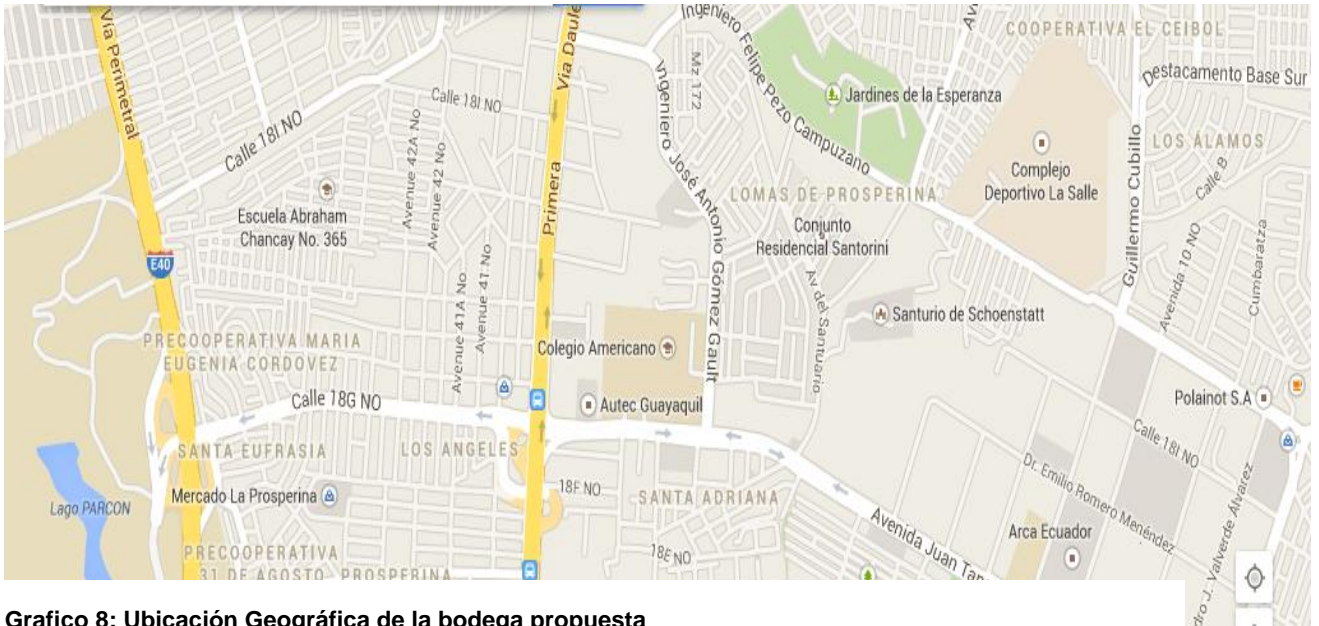 Ingeniero Felipe Pezo Campuzano
COOPERATIVA EL CEIBOL
Vía Perimetral
Vía Daule
Destacamento Base Sur
Mz 172
Calle 18I NO
Jardines de la Esperanza
Calle 18I NO
Avenue 42A No
Avenue 42 No
LOS ÁLAMOS
Complejo
Deportivo La Salle
Calle B
Primera
Escuela Abraham
Chancay No. 365
LOMAS DE PROSPERINA
Ingeniero José Antonio Gómez Gault
Conjunto
Residencial Santorini
Guillermo Cubillo
Avenida 10 NO
Cumbaratza
E40
Avenue 41A No
Avenue 41 No
Av del Santuario
Santurio de Schoenstatt
PRECOOPERATIVA MARIA
EUGENIA CORDOVEZ
Colegio Americano
Calle 18G NO
Autec Guayaquil
Polainot S.A
SANTA EUFRASIA
LOS ANGELES
Calle 18I NO
Mercado La Prosperina
18F NO
SANTA ADRIANA
Dr. Emilio Romero Menéndez
Lago PARCON
Avenida Juan Tan
Arca Ecuador
dro J. Valverde Álvarez
PRECOOPERATIVA
31 DE AGOSTO- PROSPERINA
18E NO
Grafico 8: Ubicación Geográfica de la bodega propuesta